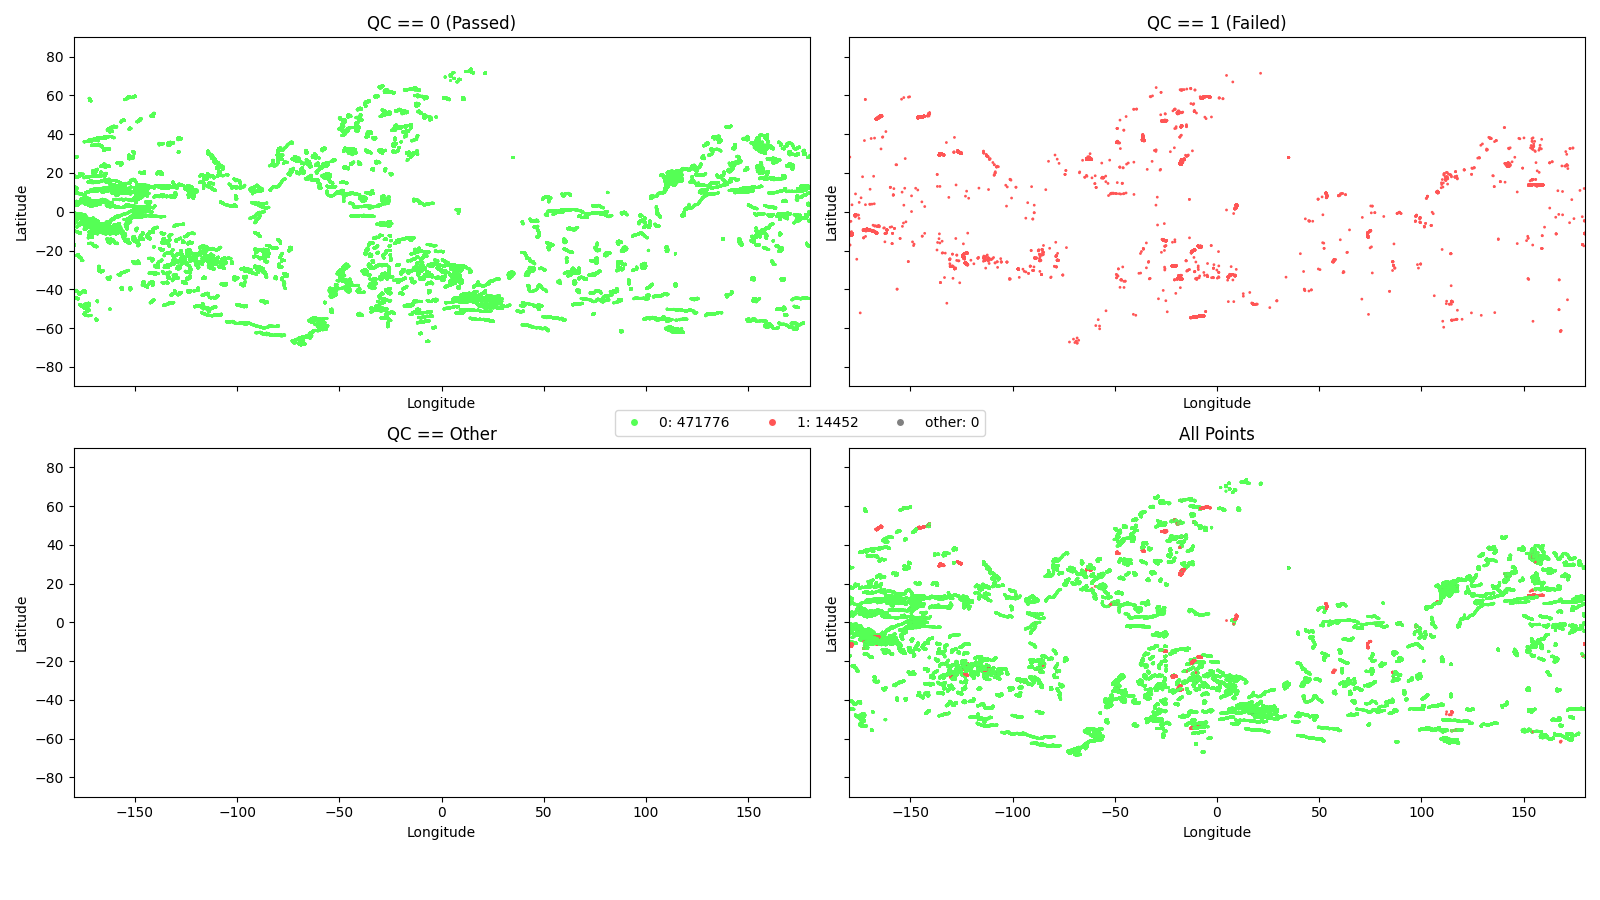 QC == 0 (Passed)
QC == 1 (Failed)
80
60
40
20
0
−20
−40
−60
−80
Latitude
Latitude
Longitude
Longitude
0: 471776
1: 14452
other: 0
QC == Other
All Points
80
60
40
20
0
−20
−40
−60
−80
Latitude
Latitude
−150
−100
−50
0
50
100
150
−150
−100
−50
0
50
100
150
Longitude
Longitude